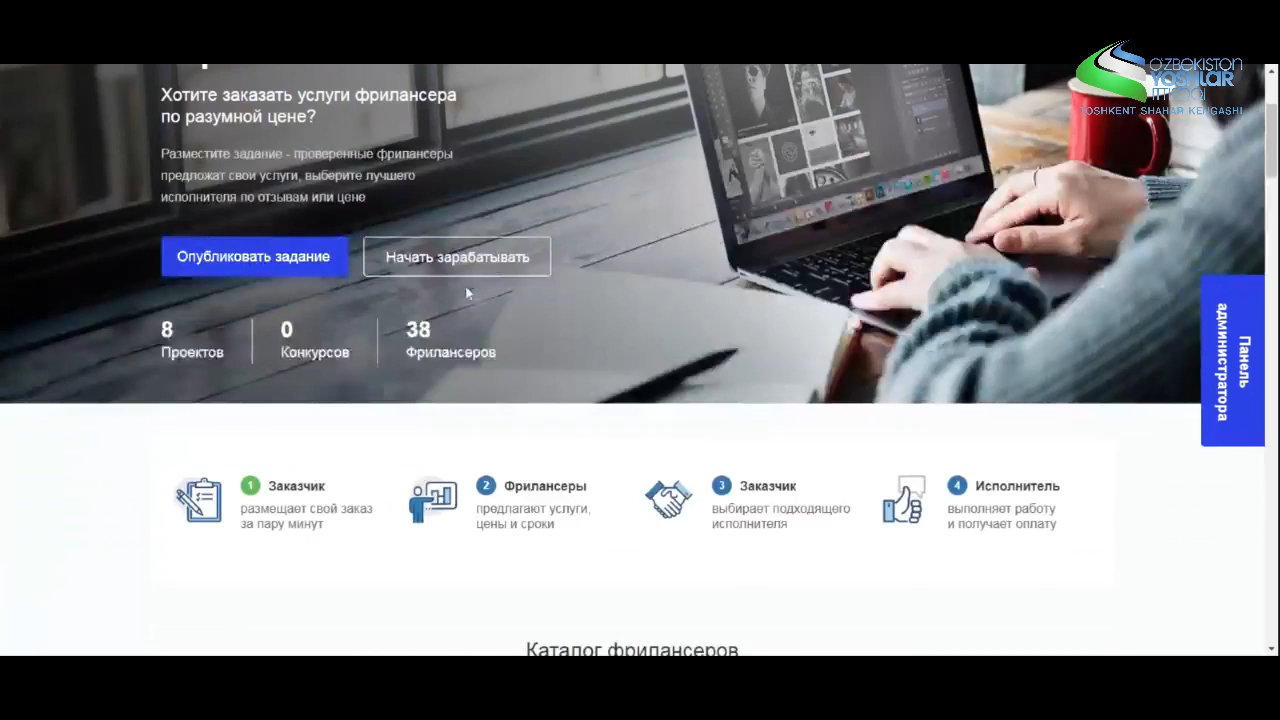 O'ZBEKISTON
YOSHLAR
ITTIFOQI
TOSHKENT SHAHAR KENGASHI
Хотите заказать услуги фрилансера
по разумной цене?
Разместите задание - проверенные фрилансеры
предложат свои услуги, выберите лучшего
исполнителя по отзывам или цене
Опубликовать задание
Начать зарабатывать
8
Проектов
0
Конкурсов
38
Фрилансеров
Панель
администратора
1 Заказчик
размещает свой заказ
за пару минут
2 Фрилансеры
предлагают услуги,
цены и сроки
3 Заказчик
выбирает подходящего
исполнителя
4 Исполнитель
выполняет работу
и получает оплату
Каталог фрилансеров